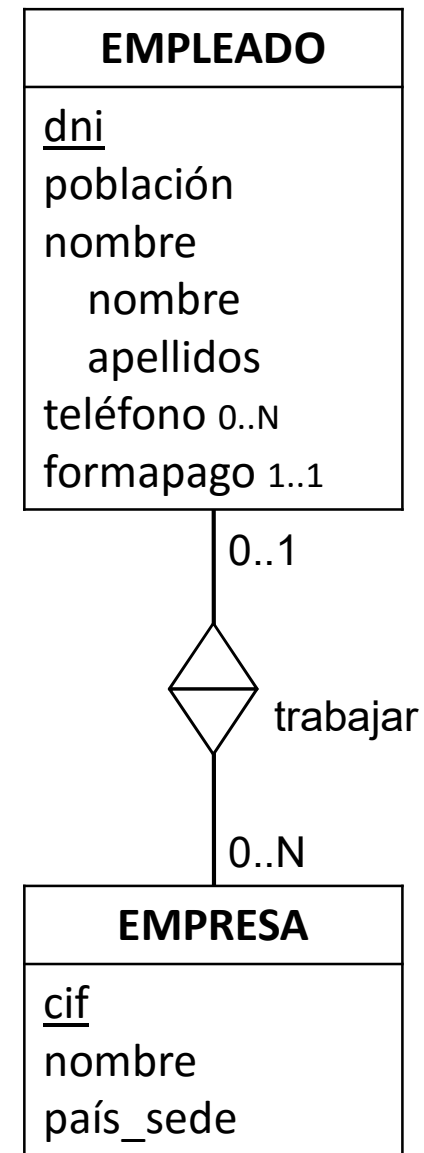 EMPLEADO
dni
población
nombre
nombre
apellidos
teléfono 0..N
formapago 1..1
0..1
trabajar
0..N
EMPRESA
cif
nombre
país_sede